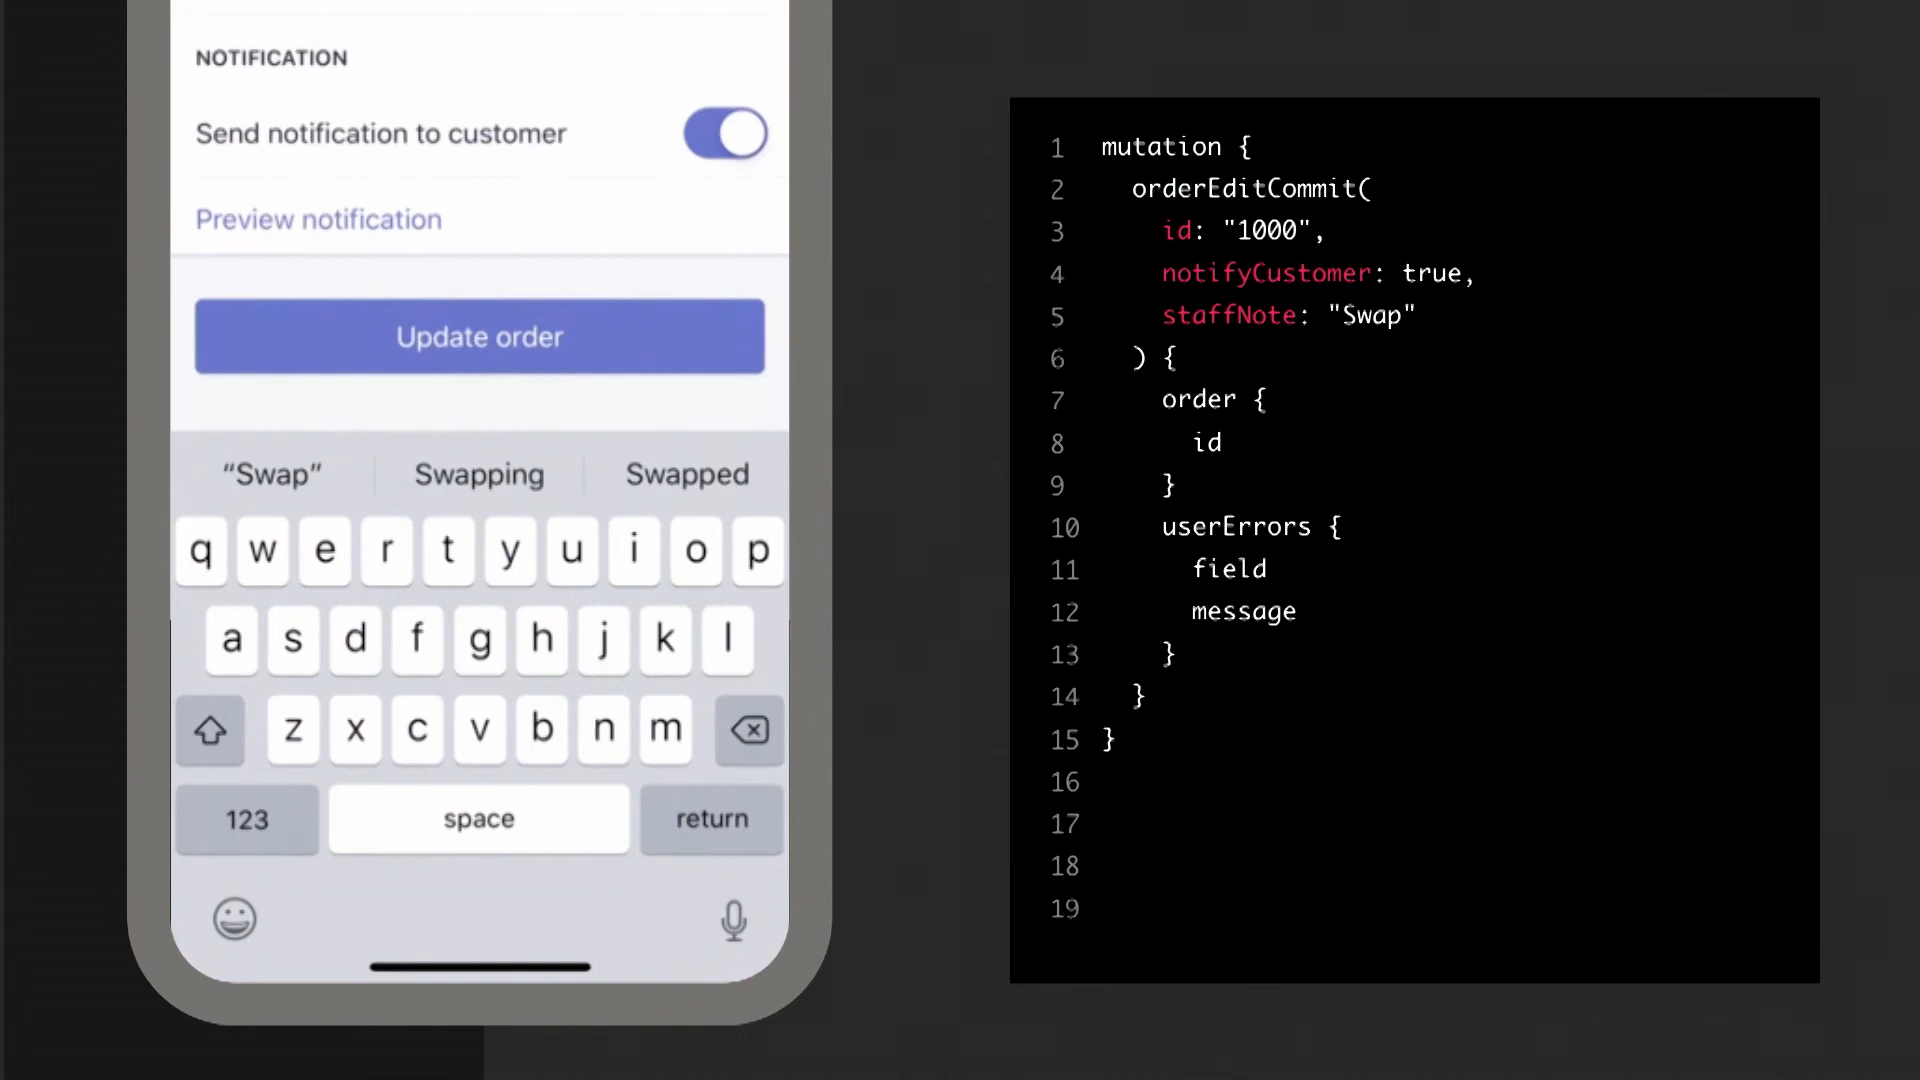 NOTIFICATION
Send notification to customer
Preview notification
Update order
“Swap” Swapping Swapped
q w e r t y u i o p
a s d f g h j k l
z x c v b n m
123 space return
1 mutation {
2 orderEditCommit(
3 id: "1000",
4 notifyCustomer: true,
5 staffNote: "Swap"
6 ) {
7 order {
8 id
9 }
10 userErrors {
11 field
12 message
13 }
14 }
15 }
16
17
18
19